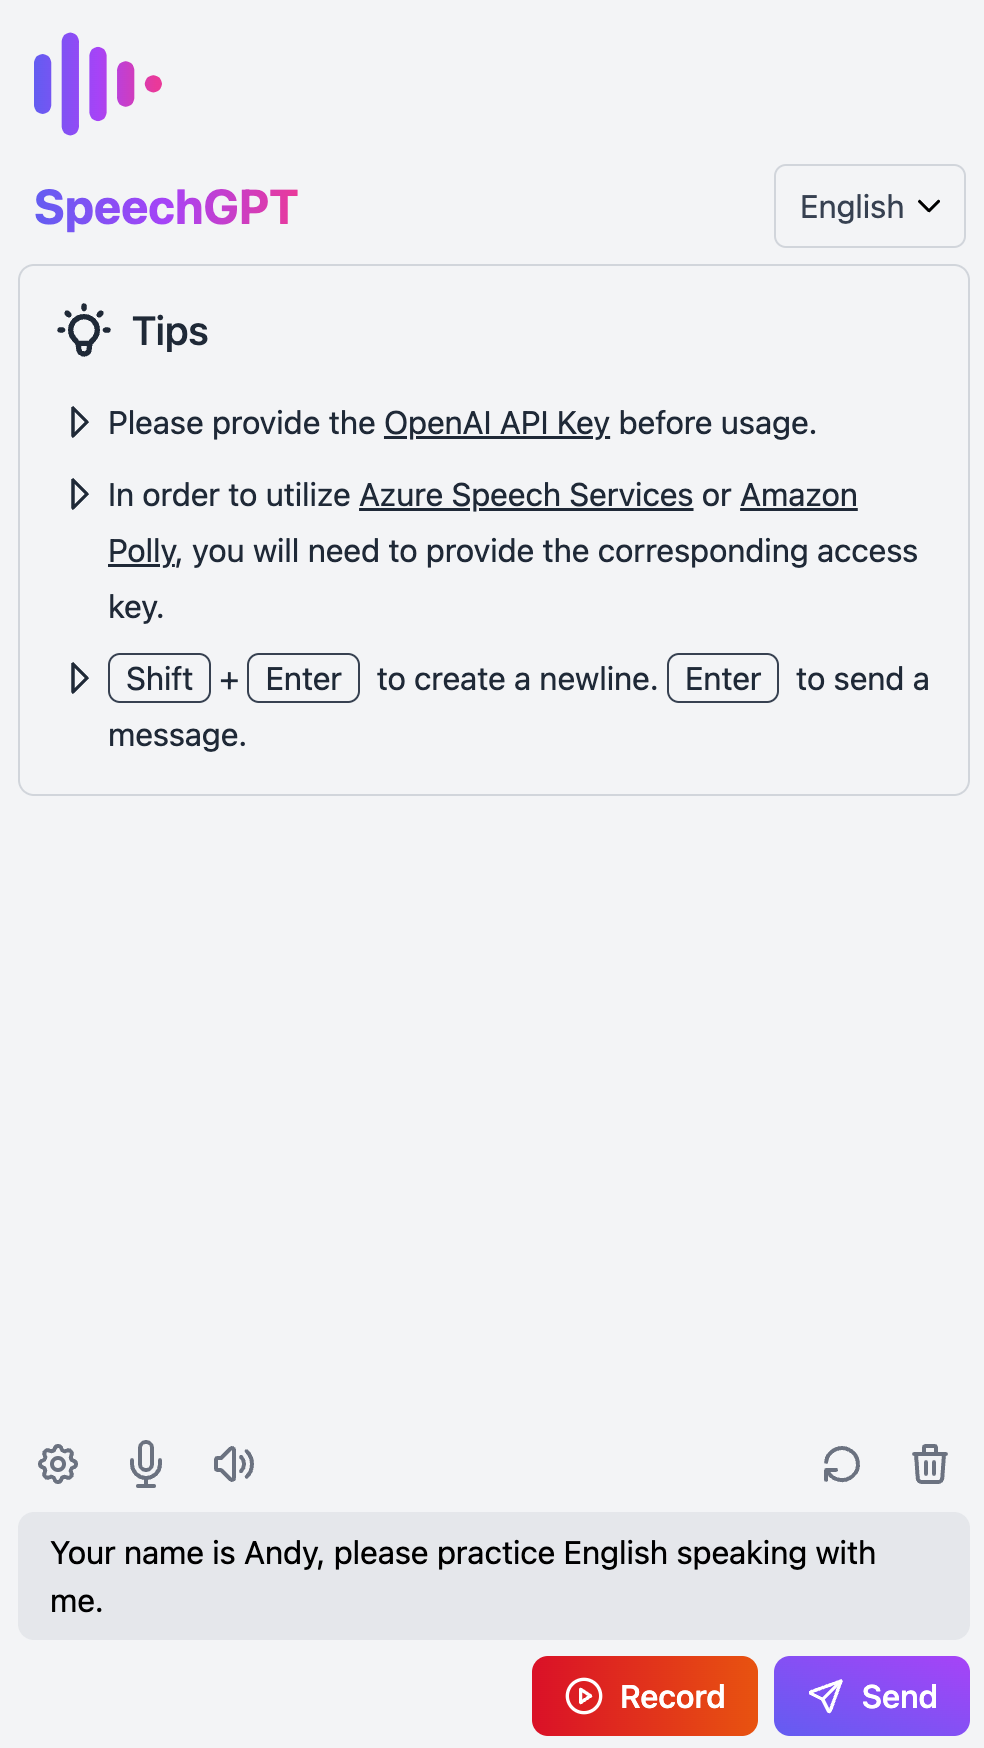 SpeechGPT
English
Tips
Please provide the OpenAI API Key before usage.
In order to utilize Azure Speech Services or Amazon
Polly, you will need to provide the corresponding access
key.
Shift + Enter to create a newline. Enter to send a
message.
Your name is Andy, please practice English speaking with
me.
Record Send